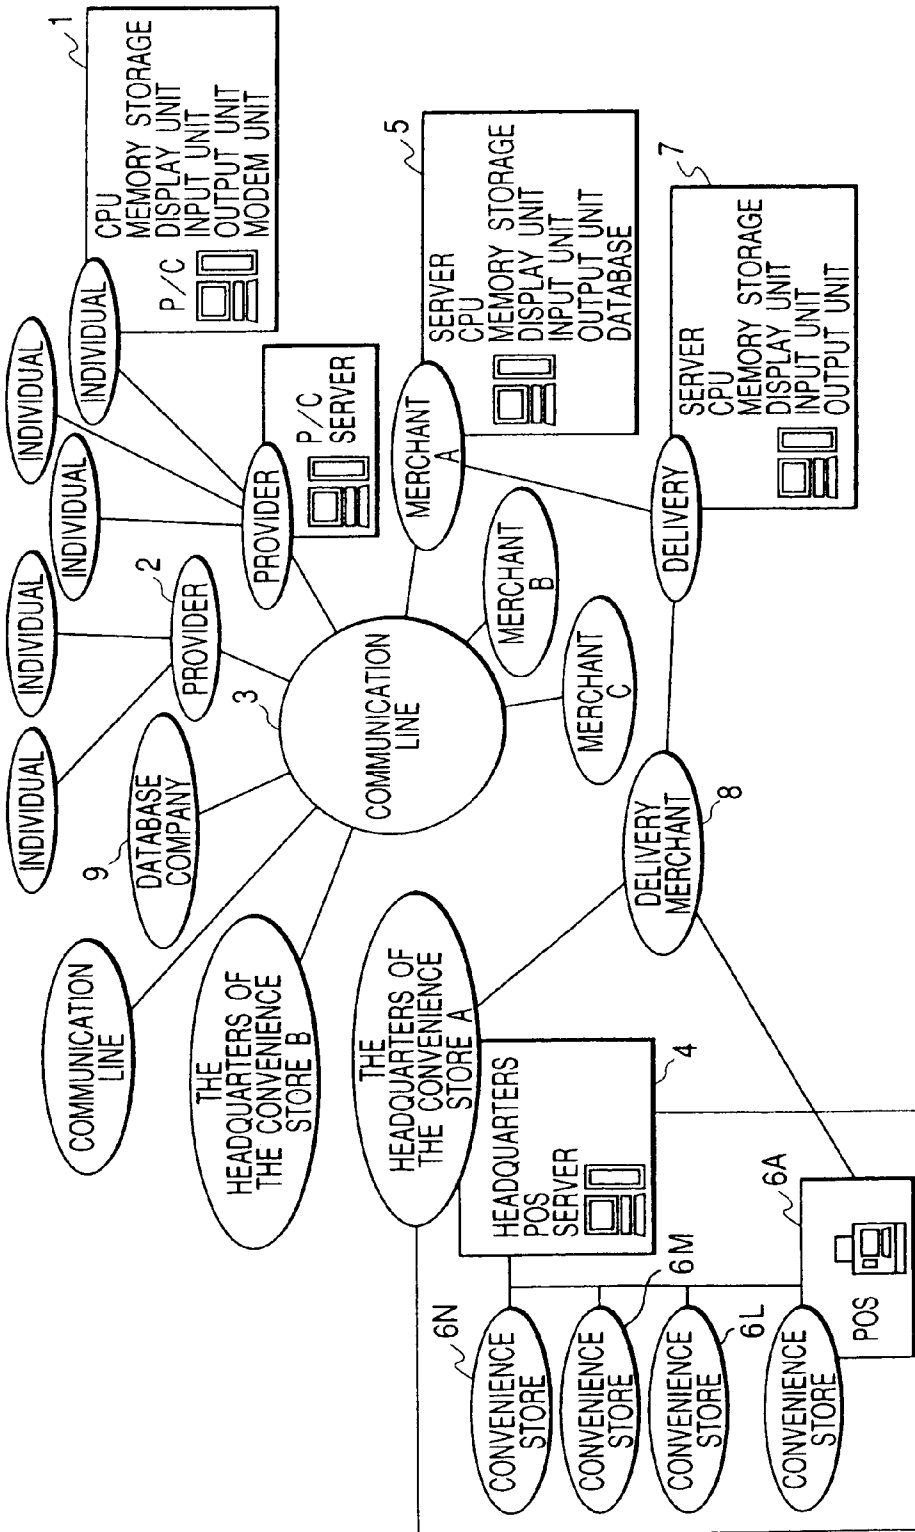 1
INDIVIDUAL
INDIVIDUAL
INDIVIDUAL
INDIVIDUAL
INDIVIDUAL
P/C
CPU
MEMORY STORAGE
DISPLAY UNIT
INPUT UNIT
OUTPUT UNIT
MODEM UNIT
2
PROVIDER
PROVIDER
P/C
SERVER
9
DATABASE
COMPANY
3
COMMUNICATION
LINE
COMMUNICATION
LINE
THE
HEADQUARTERS OF
THE CONVENIENCE
STORE B
THE
HEADQUARTERS OF
THE CONVENIENCE
STORE A
MERCHANT
A
5
SERVER
CPU
MEMORY STORAGE
DISPLAY UNIT
INPUT UNIT
OUTPUT UNIT
DATABASE
MERCHANT
B
MERCHANT
C
HEADQUARTERS
POS
SERVER
4
DELIVERY
MERCHANT
8
DELIVERY
7
SERVER
CPU
MEMORY STORAGE
DISPLAY UNIT
INPUT UNIT
OUTPUT UNIT
6N
CONVENIENCE
STORE
6M
CONVENIENCE
STORE
6L
CONVENIENCE
STORE
6A
CONVENIENCE
STORE
POS